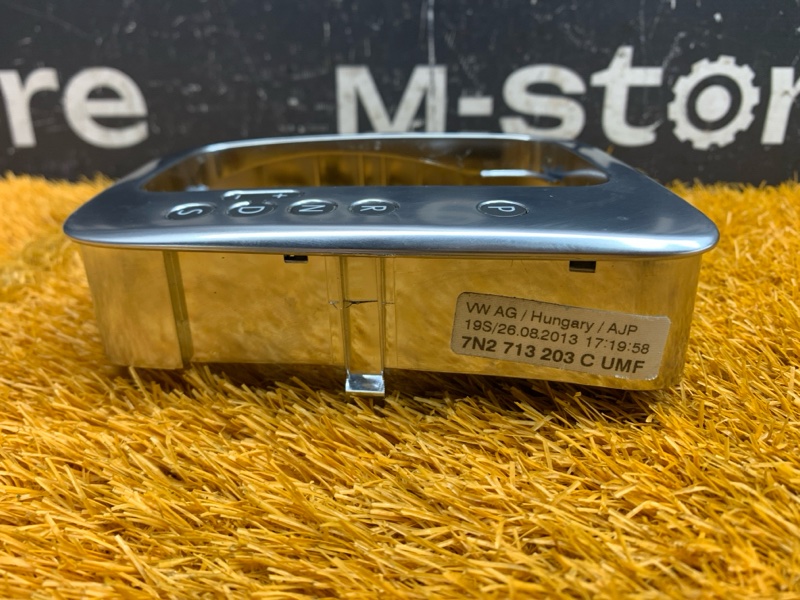 re M-stor
S D N R P
+
VW AG / Hungary / AJP
19S/26.08.2013 17:19:58
7N2 713 203 C UMF